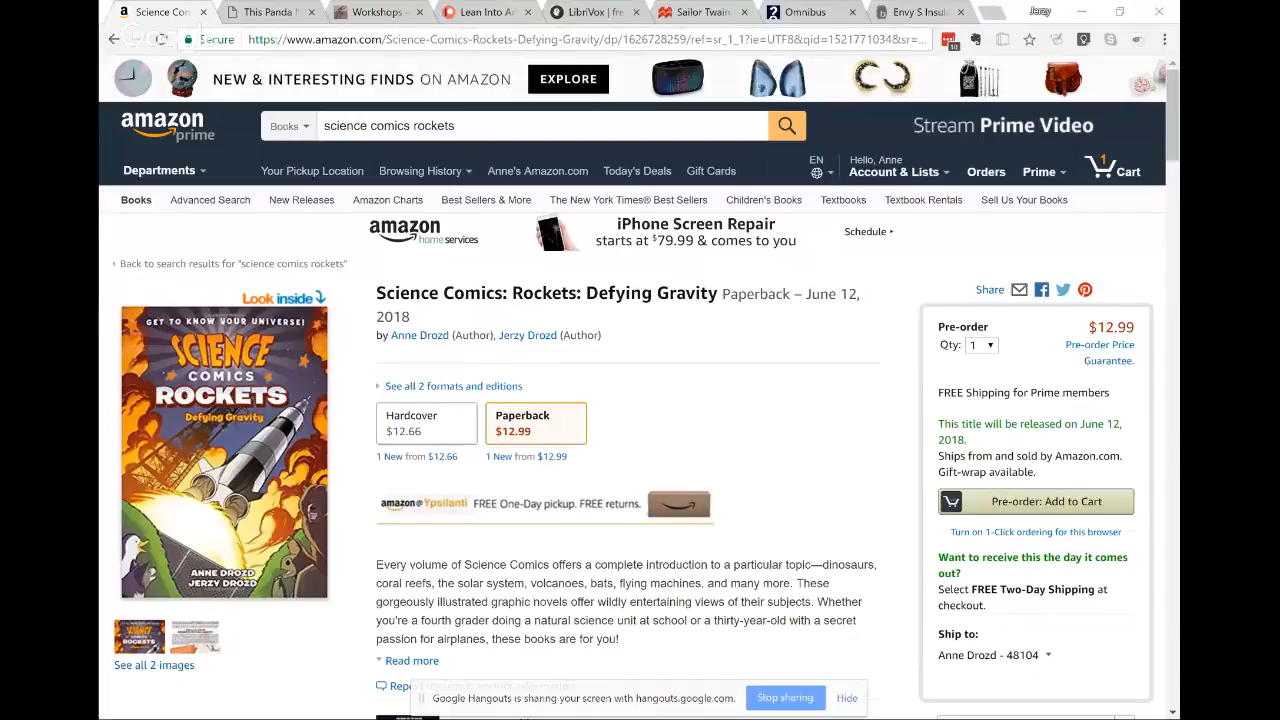 Science Com
This Panda
Workshops -
Lean Into Ar
LibriVox | fre
Sailor Twain
Omnibus
Envy S Insul
Jerzy
Secure
https://www.amazon.com/Science-Comics-Rockets-Defying-Gravity/dp/1626728259/ref=sr_1_1?ie=UTF8&qid=1521771034&sr=...
10
NEW & INTERESTING FINDS ON AMAZON
EXPLORE
amazon
prime
Books
science comics rockets
Stream Prime Video
Departments
Your Pickup Location
Browsing History
Anne's Amazon.com
Today's Deals
Gift Cards
EN
Hello, Anne
Account & Lists
Orders
Prime
1
Cart
Books
Advanced Search
New Releases
Amazon Charts
Best Sellers & More
The New York Times® Best Sellers
Children's Books
Textbooks
Textbook Rentals
Sell Us Your Books
amazon
home services
iPhone Screen Repair
starts at $79.99 & comes to you
Schedule
‹ Back to search results for "science comics rockets"
Look inside
GET TO KNOW YOUR UNIVERSE!
SCIENCE
COMICS
ROCKETS
Defying Gravity
ANNE DROZD
JERZY DROZD
See all 2 images
Science Comics: Rockets: Defying Gravity Paperback – June 12,
2018
by Anne Drozd (Author), Jerzy Drozd (Author)
See all 2 formats and editions
Hardcover
$12.66
Paperback
$12.99
1 New from $12.66
1 New from $12.99
amazon@Ypsilanti FREE One-Day pickup. FREE returns.
Every volume of Science Comics offers a complete introduction to a particular topic—dinosaurs,
coral reefs, the solar system, volcanoes, bats, flying machines, and many more. These
gorgeously illustrated graphic novels offer wildly entertaining views of their subjects. Whether
you're a fourth grader doing a natural science unit at school or a thirty-year-old with a secret
passion for airplanes, these books are for you!
Read more
Share
Pre-order
$12.99
Qty: 1
Pre-order Price
Guarantee.
FREE Shipping for Prime members
This title will be released on June 12,
2018.
Ships from and sold by Amazon.com.
Gift-wrap available.
Pre-order: Add to Cart
Turn on 1-Click ordering for this browser
Want to receive this the day it comes
out?
Select FREE Two-Day Shipping at
checkout.
Ship to:
Anne Drozd - 48104
Google Hangouts is sharing your screen with hangouts.google.com.
Stop sharing
Hide